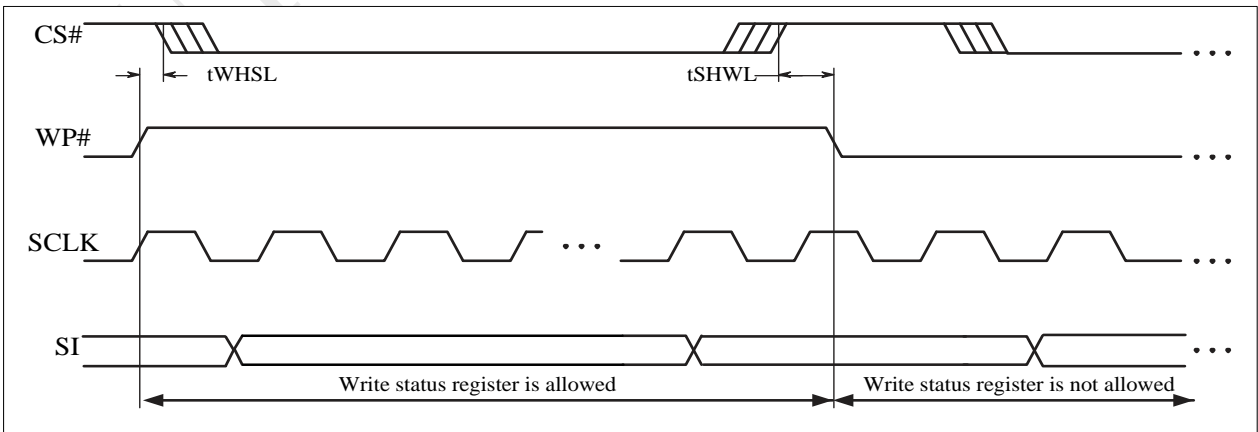 CS#
tWHSL
tSHWL
WP#
SCLK
SI
Write status register is allowed
Write status register is not allowed